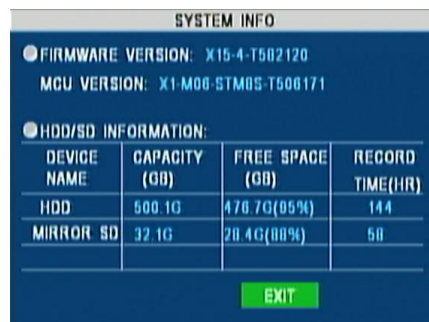 SYSTEM INFO
FIRMWARE VERSION: X15-4-T502120
MCU VERSION: X1-M06-STM8S-T506171
HDD/SD INFORMATION:
DEVICE NAME CAPACITY (GB) FREE SPACE (GB) RECORD TIME(HR)
HDD 500.1G 476.7G(95%) 144
MIRROR SD 32.1G 28.4G(88%) 58
EXIT